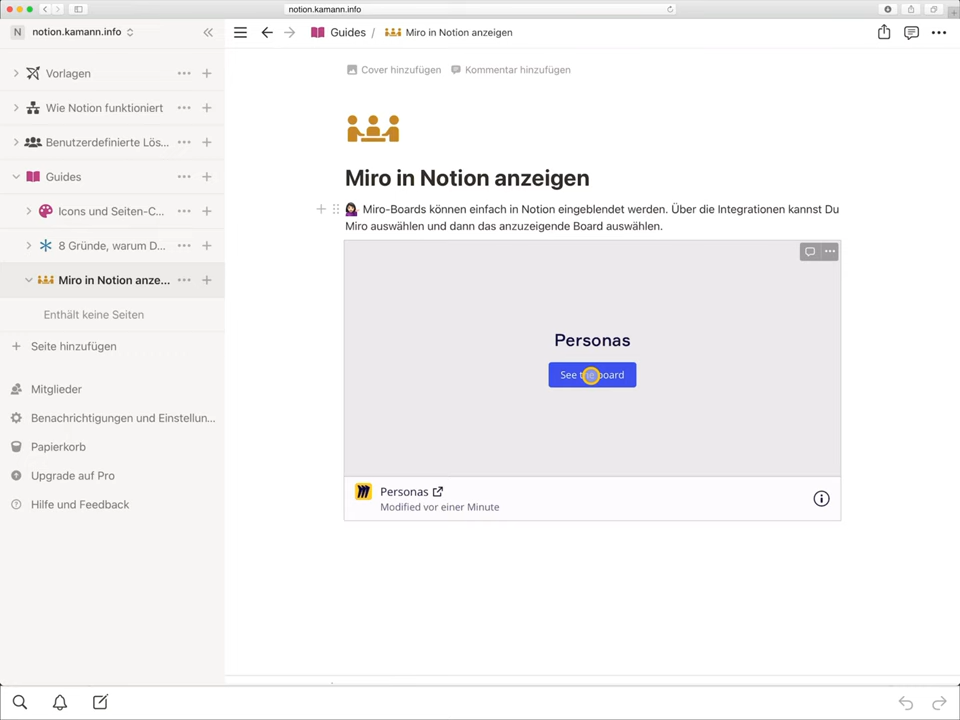 notion.kamann.info
N notion.kamann.info
Guides / Miro in Notion anzeigen
Vorlagen
Wie Notion funktioniert
Benutzerdefinierte Lös...
Guides
Icons und Seiten-C...
8 Gründe, warum D...
Miro in Notion anze...
Enthält keine Seiten
Seite hinzufügen
Mitglieder
Benachrichtigungen und Einstellun...
Papierkorb
Upgrade auf Pro
Hilfe und Feedback
Cover hinzufügen Kommentar hinzufügen
Miro in Notion anzeigen
Miro-Boards können einfach in Notion eingeblendet werden. Über die Integrationen kannst Du
Miro auswählen und dann das anzuzeigende Board auswählen.
Personas
See the board
Personas
Modified vor einer Minute